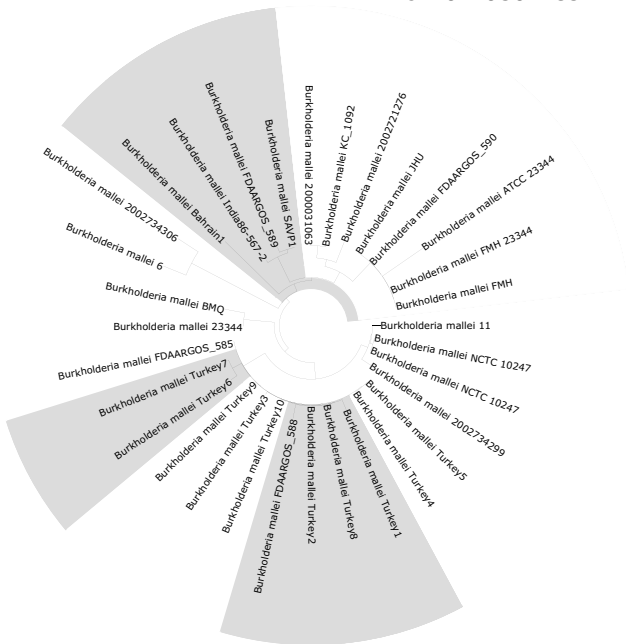 Burkholderia mallei 2000031063
Burkholderia mallei KC_1092
Burkholderia mallei 2002721276
Burkholderia mallei JHU
Burkholderia mallei FDAARGOS_590
Burkholderia mallei ATCC 23344
Burkholderia mallei FMH 23344
Burkholderia mallei FMH
Burkholderia mallei 11
Burkholderia mallei NCTC 10247
Burkholderia mallei NCTC 10247
Burkholderia mallei 2002734299
Burkholderia mallei Turkey5
Burkholderia mallei Turkey4
Burkholderia mallei Turkey1
Burkholderia mallei Turkey8
Burkholderia mallei Turkey2
Burkholderia mallei FDAARGOS_588
Burkholderia mallei Turkey10
Burkholderia mallei Turkey3
Burkholderia mallei Turkey9
Burkholderia mallei Turkey6
Burkholderia mallei Turkey7
Burkholderia mallei FDAARGOS_585
Burkholderia mallei 23344
Burkholderia mallei BMQ
Burkholderia mallei 6
Burkholderia mallei 2002734306
Burkholderia mallei Bahrain1
Burkholderia mallei India86-567-2
Burkholderia mallei FDAARGOS_589
Burkholderia mallei SAVP1